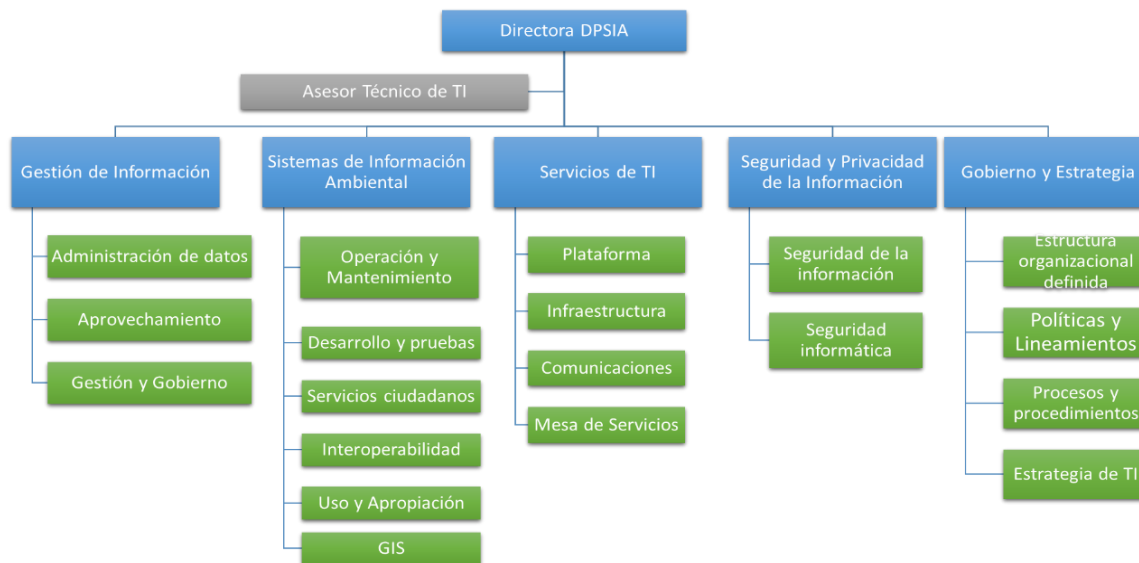 Directora DPSIA
Asesor Técnico de TI
Gestión de Información
Sistemas de Información
Ambiental
Servicios de TI
Seguridad y Privacidad
de la Información
Gobierno y Estrategia
Administración de datos
Aprovechamiento
Gestión y Gobierno
Operación y
Mantenimiento
Desarrollo y pruebas
Servicios ciudadanos
Interoperabilidad
Uso y Apropiación
GIS
Plataforma
Infraestructura
Comunicaciones
Mesa de Servicios
Seguridad de la
información
Seguridad
informática
Estructura
organizacional
definida
Políticas y
Lineamientos
Procesos y
procedimientos
Estrategia de TI